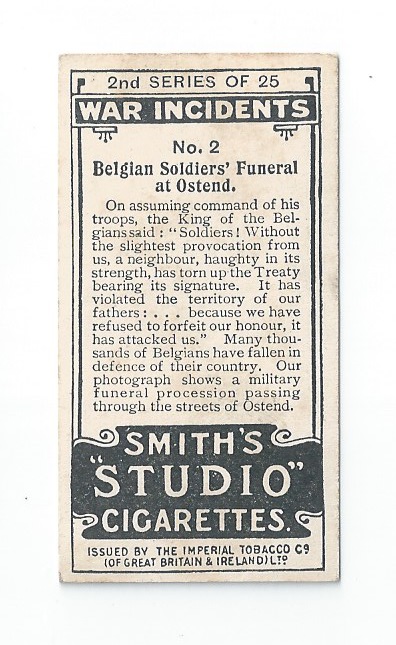 2nd SERIES OF 25
WAR INCIDENTS
No. 2
Belgian Soldiers' Funeral
at Ostend.
On assuming command of his
troops, the King of the Bel-
gians said : "Soldiers! Without
the slightest provocation from
us, a neighbour, haughty in its
strength, has torn up the Treaty
bearing its signature. It has
violated the territory of our
fathers : . . . because we have
refused to forfeit our honour, it
has attacked us." Many thou-
sands of Belgians have fallen in
defence of their country. Our
photograph shows a military
funeral procession passing
through the streets of Ostend.
SMITH'S
"STUDIO"
CIGARETTES.
ISSUED BY THE IMPERIAL TOBACCO Co
(OF GREAT BRITAIN & IRELAND) LTD